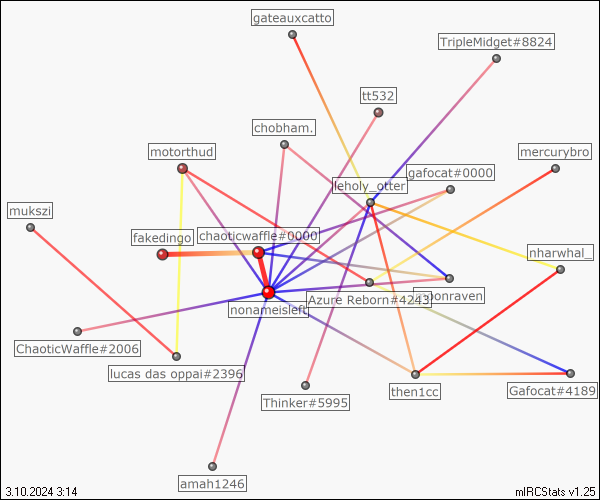 gateauxcatto
TripleMidget#8824
tt532
chobham.
motorthud
mercurybro
gafocat#0000
leholy_otter
mukszi
fakedingo
chaoticwaffle#0000
nharwhal_
Azure Reborn#4243
nonameisleft
ChaoticWaffle#2006
lucas das oppai#2396
then1cc
Gafocat#4189
Thinker#5995
amah1246
3.10.2024 3:14
mIRCStats v1.25